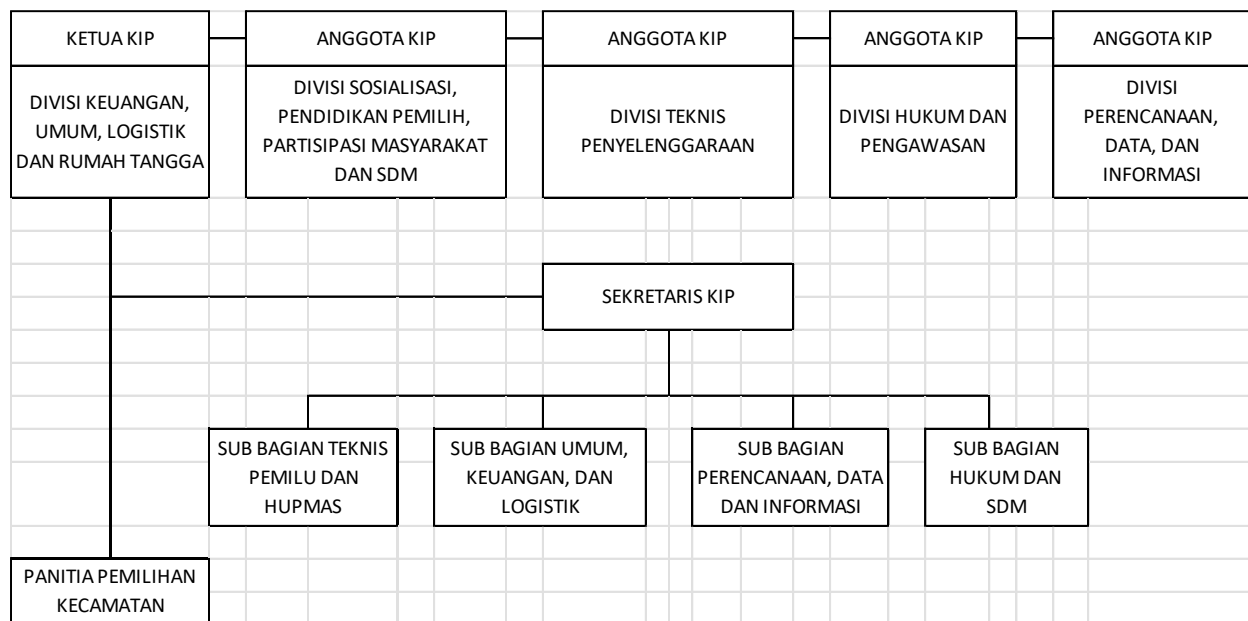 KETUA KIP
ANGGOTA KIP
ANGGOTA KIP
ANGGOTA KIP
ANGGOTA KIP
DIVISI KEUANGAN,
UMUM, LOGISTIK
DAN RUMAH TANGGA
DIVISI SOSIALISASI,
PENDIDIKAN PEMILIH,
PARTISIPASI MASYARAKAT
DAN SDM
DIVISI TEKNIS
PENYELENGGARAAN
DIVISI HUKUM DAN
PENGAWASAN
DIVISI
PERENCANAAN,
DATA, DAN
INFORMASI
SEKRETARIS KIP
SUB BAGIAN TEKNIS
PEMILU DAN
HUPMAS
SUB BAGIAN UMUM,
KEUANGAN, DAN
LOGISTIK
SUB BAGIAN
PERENCANAAN, DATA
DAN INFORMASI
SUB BAGIAN
HUKUM DAN
SDM
PANITIA PEMILIHAN
KECAMATAN